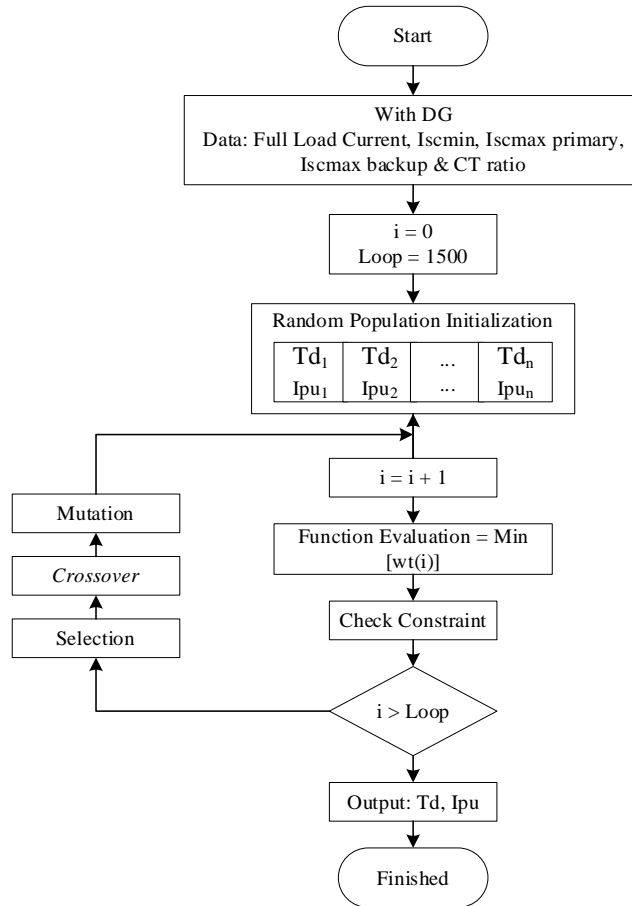 Start
With DG
Data: Full Load Current, Iscmin, Iscmax primary,
Iscmax backup & CT ratio
i = 0
Loop = 1500
Random Population Initialization
Td₁ Td₂ ... Tdₙ
Ipu₁ Ipu₂ ... Ipuₙ
i = i + 1
Mutation
Function Evaluation = Min
[wt(i)]
Crossover
Check Constraint
Selection
i > Loop
Output: Td, Ipu
Finished